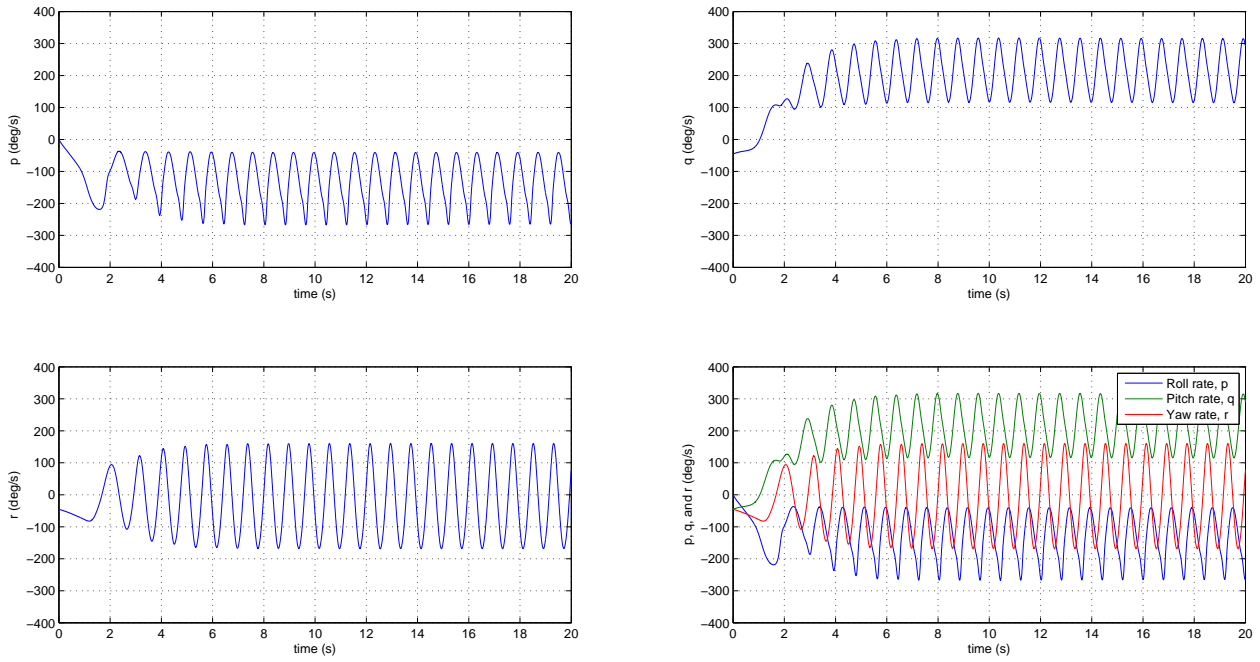 400
300
200
100
0
−100
−200
−300
−400
p (deg/s)
0 2 4 6 8 10 12 14 16 18 20
time (s)
400
300
200
100
0
−100
−200
−300
−400
q (deg/s)
0 2 4 6 8 10 12 14 16 18 20
time (s)
400
300
200
100
0
−100
−200
−300
−400
r (deg/s)
0 2 4 6 8 10 12 14 16 18 20
time (s)
400
300
200
100
0
−100
−200
−300
−400
p, q, and r (deg/s)
Roll rate, p
Pitch rate, q
Yaw rate, r
0 2 4 6 8 10 12 14 16 18 20
time (s)